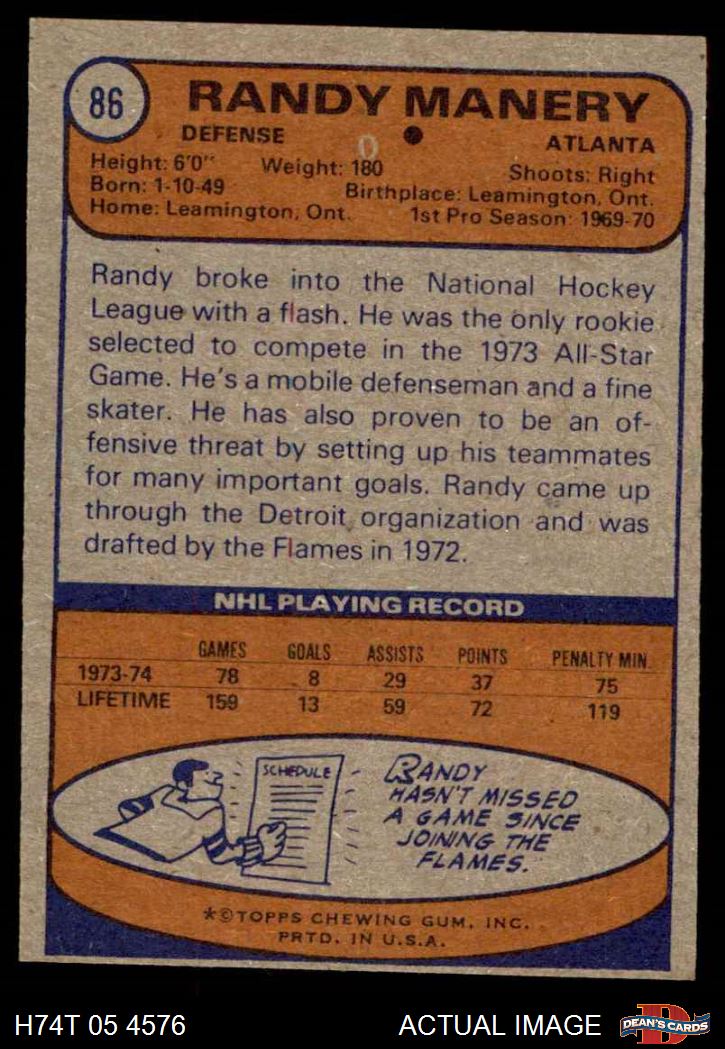 86
RANDY MANERY
DEFENSE
ATLANTA
Height: 6'0" Weight: 180 Shoots: Right
Born: 1-10-49 Birthplace: Leamington, Ont.
Home: Leamington, Ont. 1st Pro Season: 1969-70
Randy broke into the National Hockey
League with a flash. He was the only rookie
selected to compete in the 1973 All-Star
Game. He's a mobile defenseman and a fine
skater. He has also proven to be an of-
fensive threat by setting up his teammates
for many important goals. Randy came up
through the Detroit organization and was
drafted by the Flames in 1972.
NHL PLAYING RECORD
GAMES GOALS ASSISTS POINTS PENALTY MIN.
1973-74 78 8 29 37 75
LIFETIME 159 13 59 72 119
SCHEDULE
RANDY
HASN'T MISSED
A GAME SINCE
JOINING THE
FLAMES.
*©TOPPS CHEWING GUM, INC.
PRTD. IN U.S.A.
H74T 05 4576 ACTUAL IMAGE
D
DEAN'S CARDS